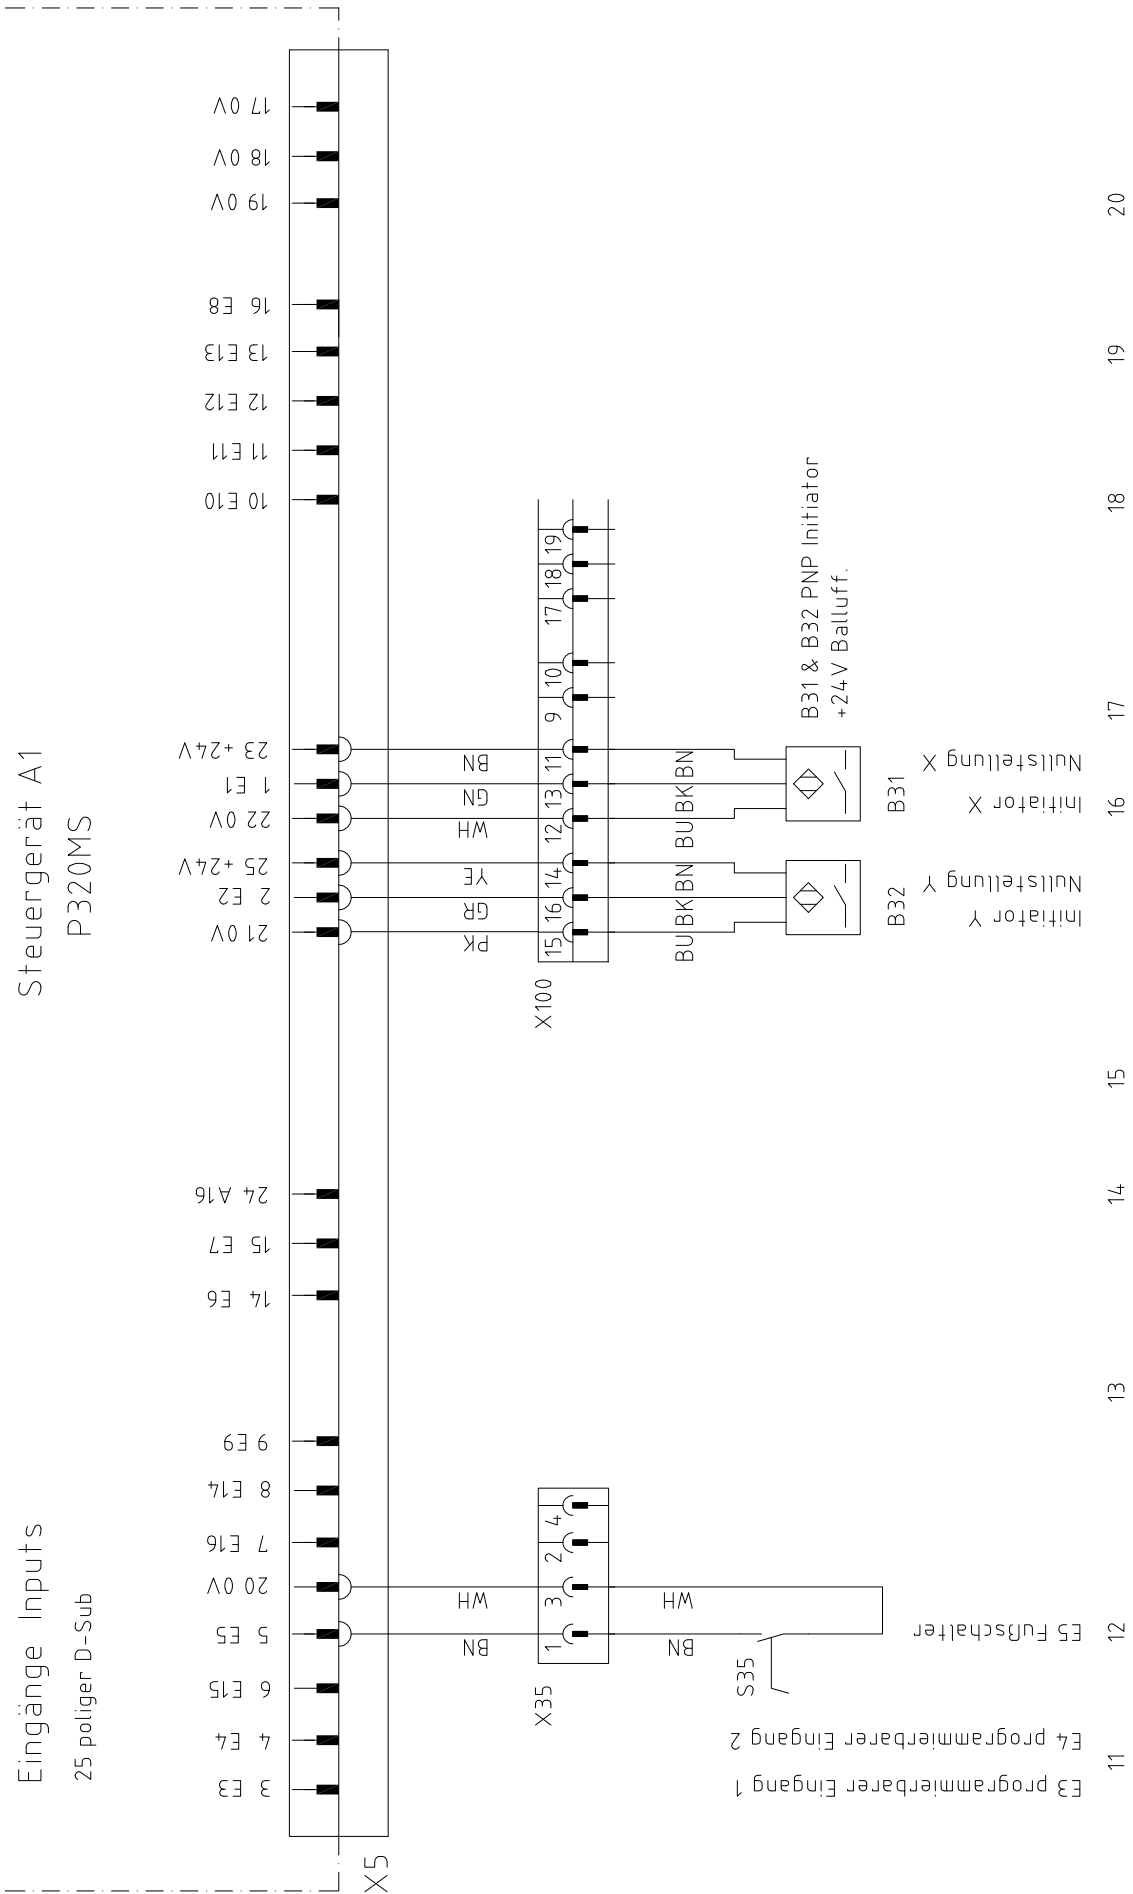 Eingänge Inputs
25 poliger D-Sub
Steuergerät A1
P320MS
X5
3 E3
4 E4
6 E15
5 E5
20 0V
7 E16
8 E14
9 E9
14 E6
15 E7
24 A16
21 0V
2 E2
25 +24V
22 0V
1 E1
23 +24V
10 E10
11 E11
12 E12
13 E13
16 E8
19 0V
18 0V
17 0V
BN
WH
PK
GR
YE
WH
GN
BN
X35
1
3
2
4
X100
15
16
14
12
13
11
9
10
17
18
19
BN
WH
BU BK BN
BU BK BN
S35
B32
B31
B31 & B32 PNP Initiator
+24V Balluff.
E3 programmierbarer Eingang 1
E4 programmierbarer Eingang 2
E5 Fußschalter
Initiator Y
Nullstellung Y
Initiator X
Nullstellung X
11
12
13
14
15
16
17
18
19
20